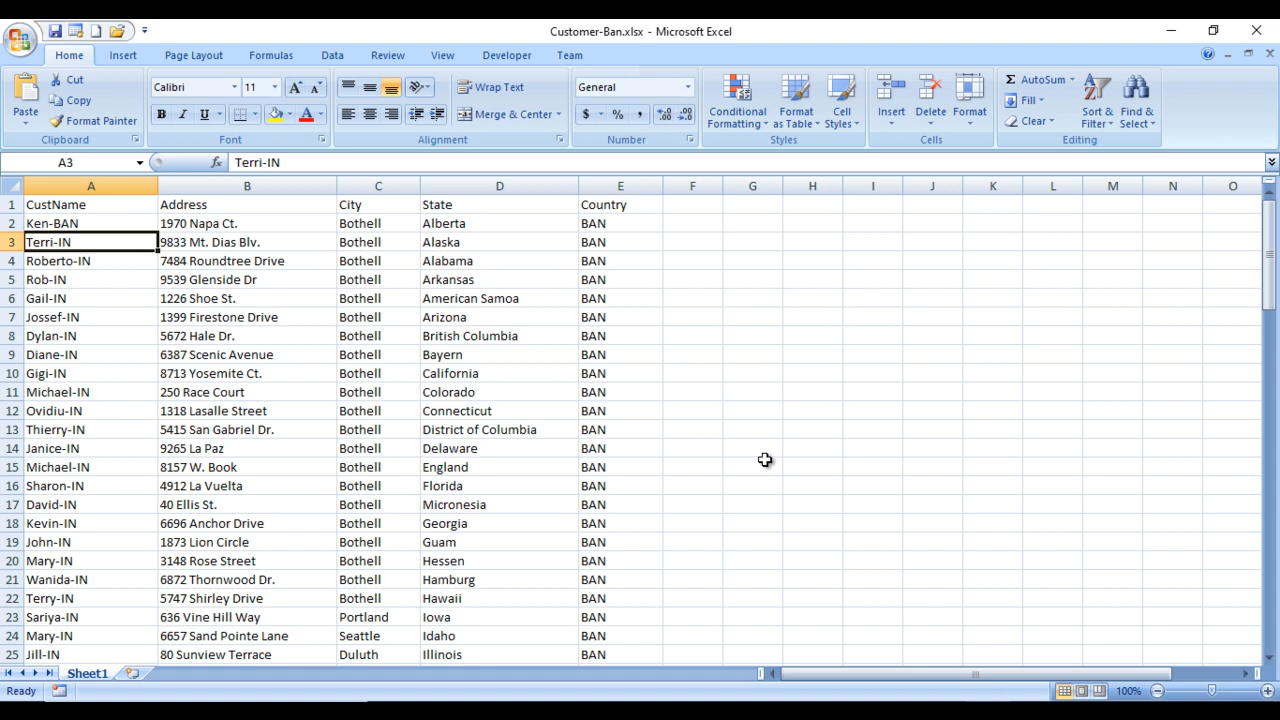 Customer-Ban.xlsx - Microsoft Excel
Home Insert Page Layout Formulas Data Review View Developer Team
Paste
Cut
Copy
Format Painter
Clipboard
Calibri 11
B I U A
Font
Wrap Text
Merge & Center
Alignment
General
$ % ,
Number
Conditional Formatting
Format as Table
Cell Styles
Styles
Insert Delete Format
Cells
Σ AutoSum
Fill
Clear
Sort & Filter
Find & Select
Editing
A3 fx Terri-IN
A B C D E F G H I J K L M N O
1 CustName Address City State Country
2 Ken-BAN 1970 Napa Ct. Bothell Alberta BAN
3 Terri-IN 9833 Mt. Dias Blv. Bothell Alaska BAN
4 Roberto-IN 7484 Roundtree Drive Bothell Alabama BAN
5 Rob-IN 9539 Glenside Dr Bothell Arkansas BAN
6 Gail-IN 1226 Shoe St. Bothell American Samoa BAN
7 Jossef-IN 1399 Firestone Drive Bothell Arizona BAN
8 Dylan-IN 5672 Hale Dr. Bothell British Columbia BAN
9 Diane-IN 6387 Scenic Avenue Bothell Bayern BAN
10 Gigi-IN 8713 Yosemite Ct. Bothell California BAN
11 Michael-IN 250 Race Court Bothell Colorado BAN
12 Ovidiu-IN 1318 Lasalle Street Bothell Connecticut BAN
13 Thierry-IN 5415 San Gabriel Dr. Bothell District of Columbia BAN
14 Janice-IN 9265 La Paz Bothell Delaware BAN
15 Michael-IN 8157 W. Book Bothell England BAN
16 Sharon-IN 4912 La Vuelta Bothell Florida BAN
17 David-IN 40 Ellis St. Bothell Micronesia BAN
18 Kevin-IN 6696 Anchor Drive Bothell Georgia BAN
19 John-IN 1873 Lion Circle Bothell Guam BAN
20 Mary-IN 3148 Rose Street Bothell Hessen BAN
21 Wanida-IN 6872 Thornwood Dr. Bothell Hamburg BAN
22 Terry-IN 5747 Shirley Drive Bothell Hawaii BAN
23 Sariya-IN 636 Vine Hill Way Portland Iowa BAN
24 Mary-IN 6657 Sand Pointe Lane Seattle Idaho BAN
25 Jill-IN 80 Sunview Terrace Duluth Illinois BAN
Sheet1
Ready 100%